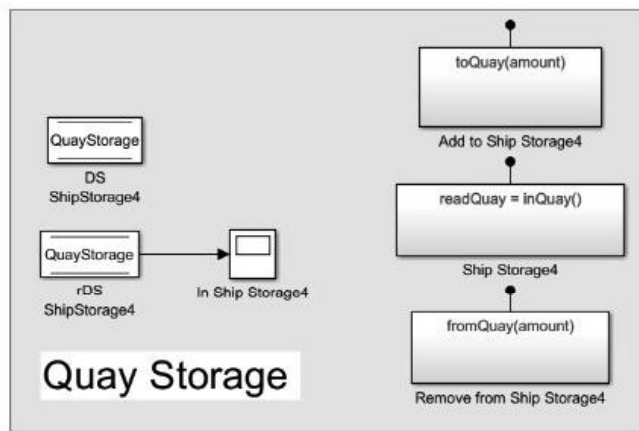 toQuay(amount)
Add to Ship Storage4
QuayStorage
DS
ShipStorage4
readQuay = inQuay()
Ship Storage4
QuayStorage
rDS
ShipStorage4
In Ship Storage4
fromQuay(amount)
Remove from Ship Storage4
Quay Storage